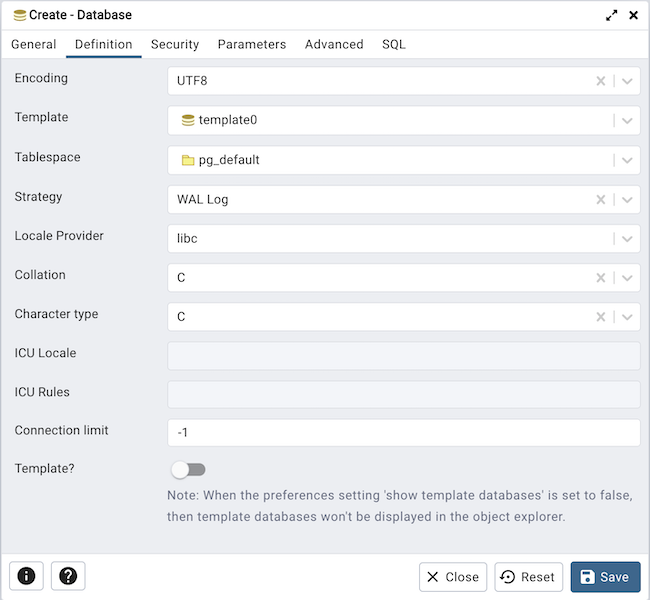 Create - Database
General Definition Security Parameters Advanced SQL
Encoding UTF8
Template template0
Tablespace pg_default
Strategy WAL Log
Locale Provider libc
Collation C
Character type C
ICU Locale
ICU Rules
Connection limit -1
Template?
Note: When the preferences setting 'show template databases' is set to false,
then template databases won't be displayed in the object explorer.
Close Reset Save